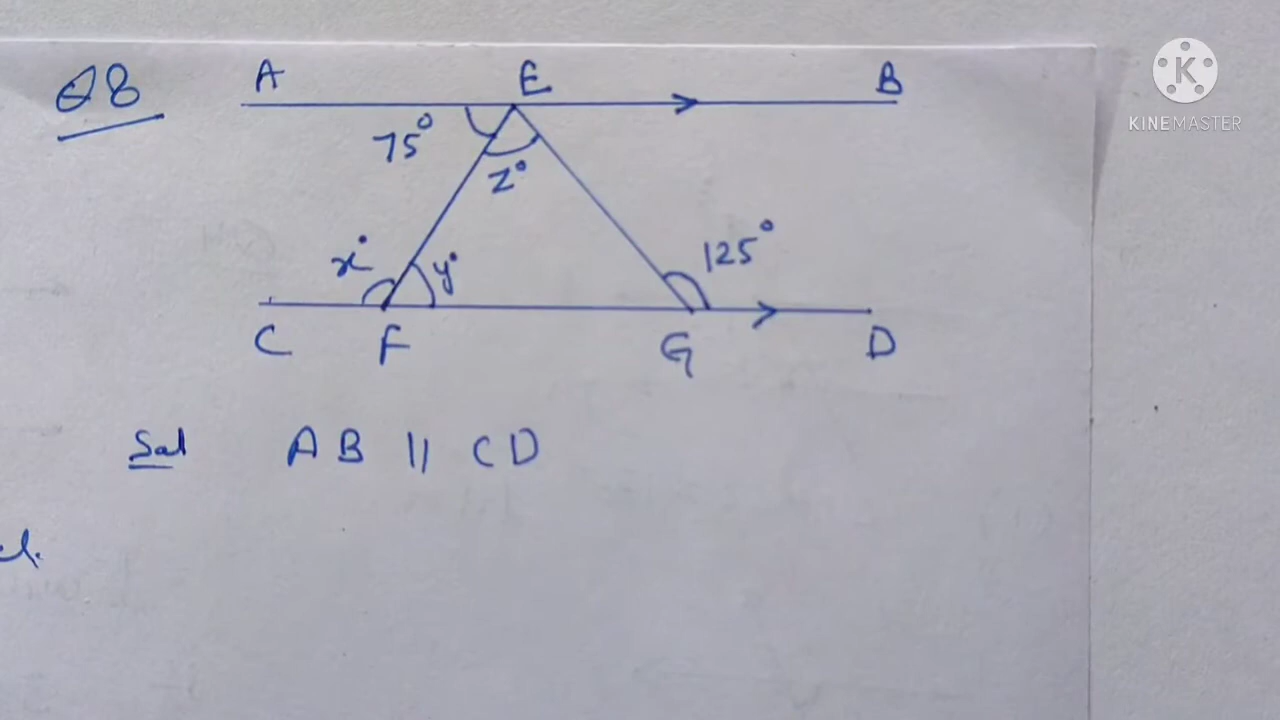 Q8
A E B
75°
z°
x° y° 125°
C F G D
Sol AB || CD
KINEMASTER